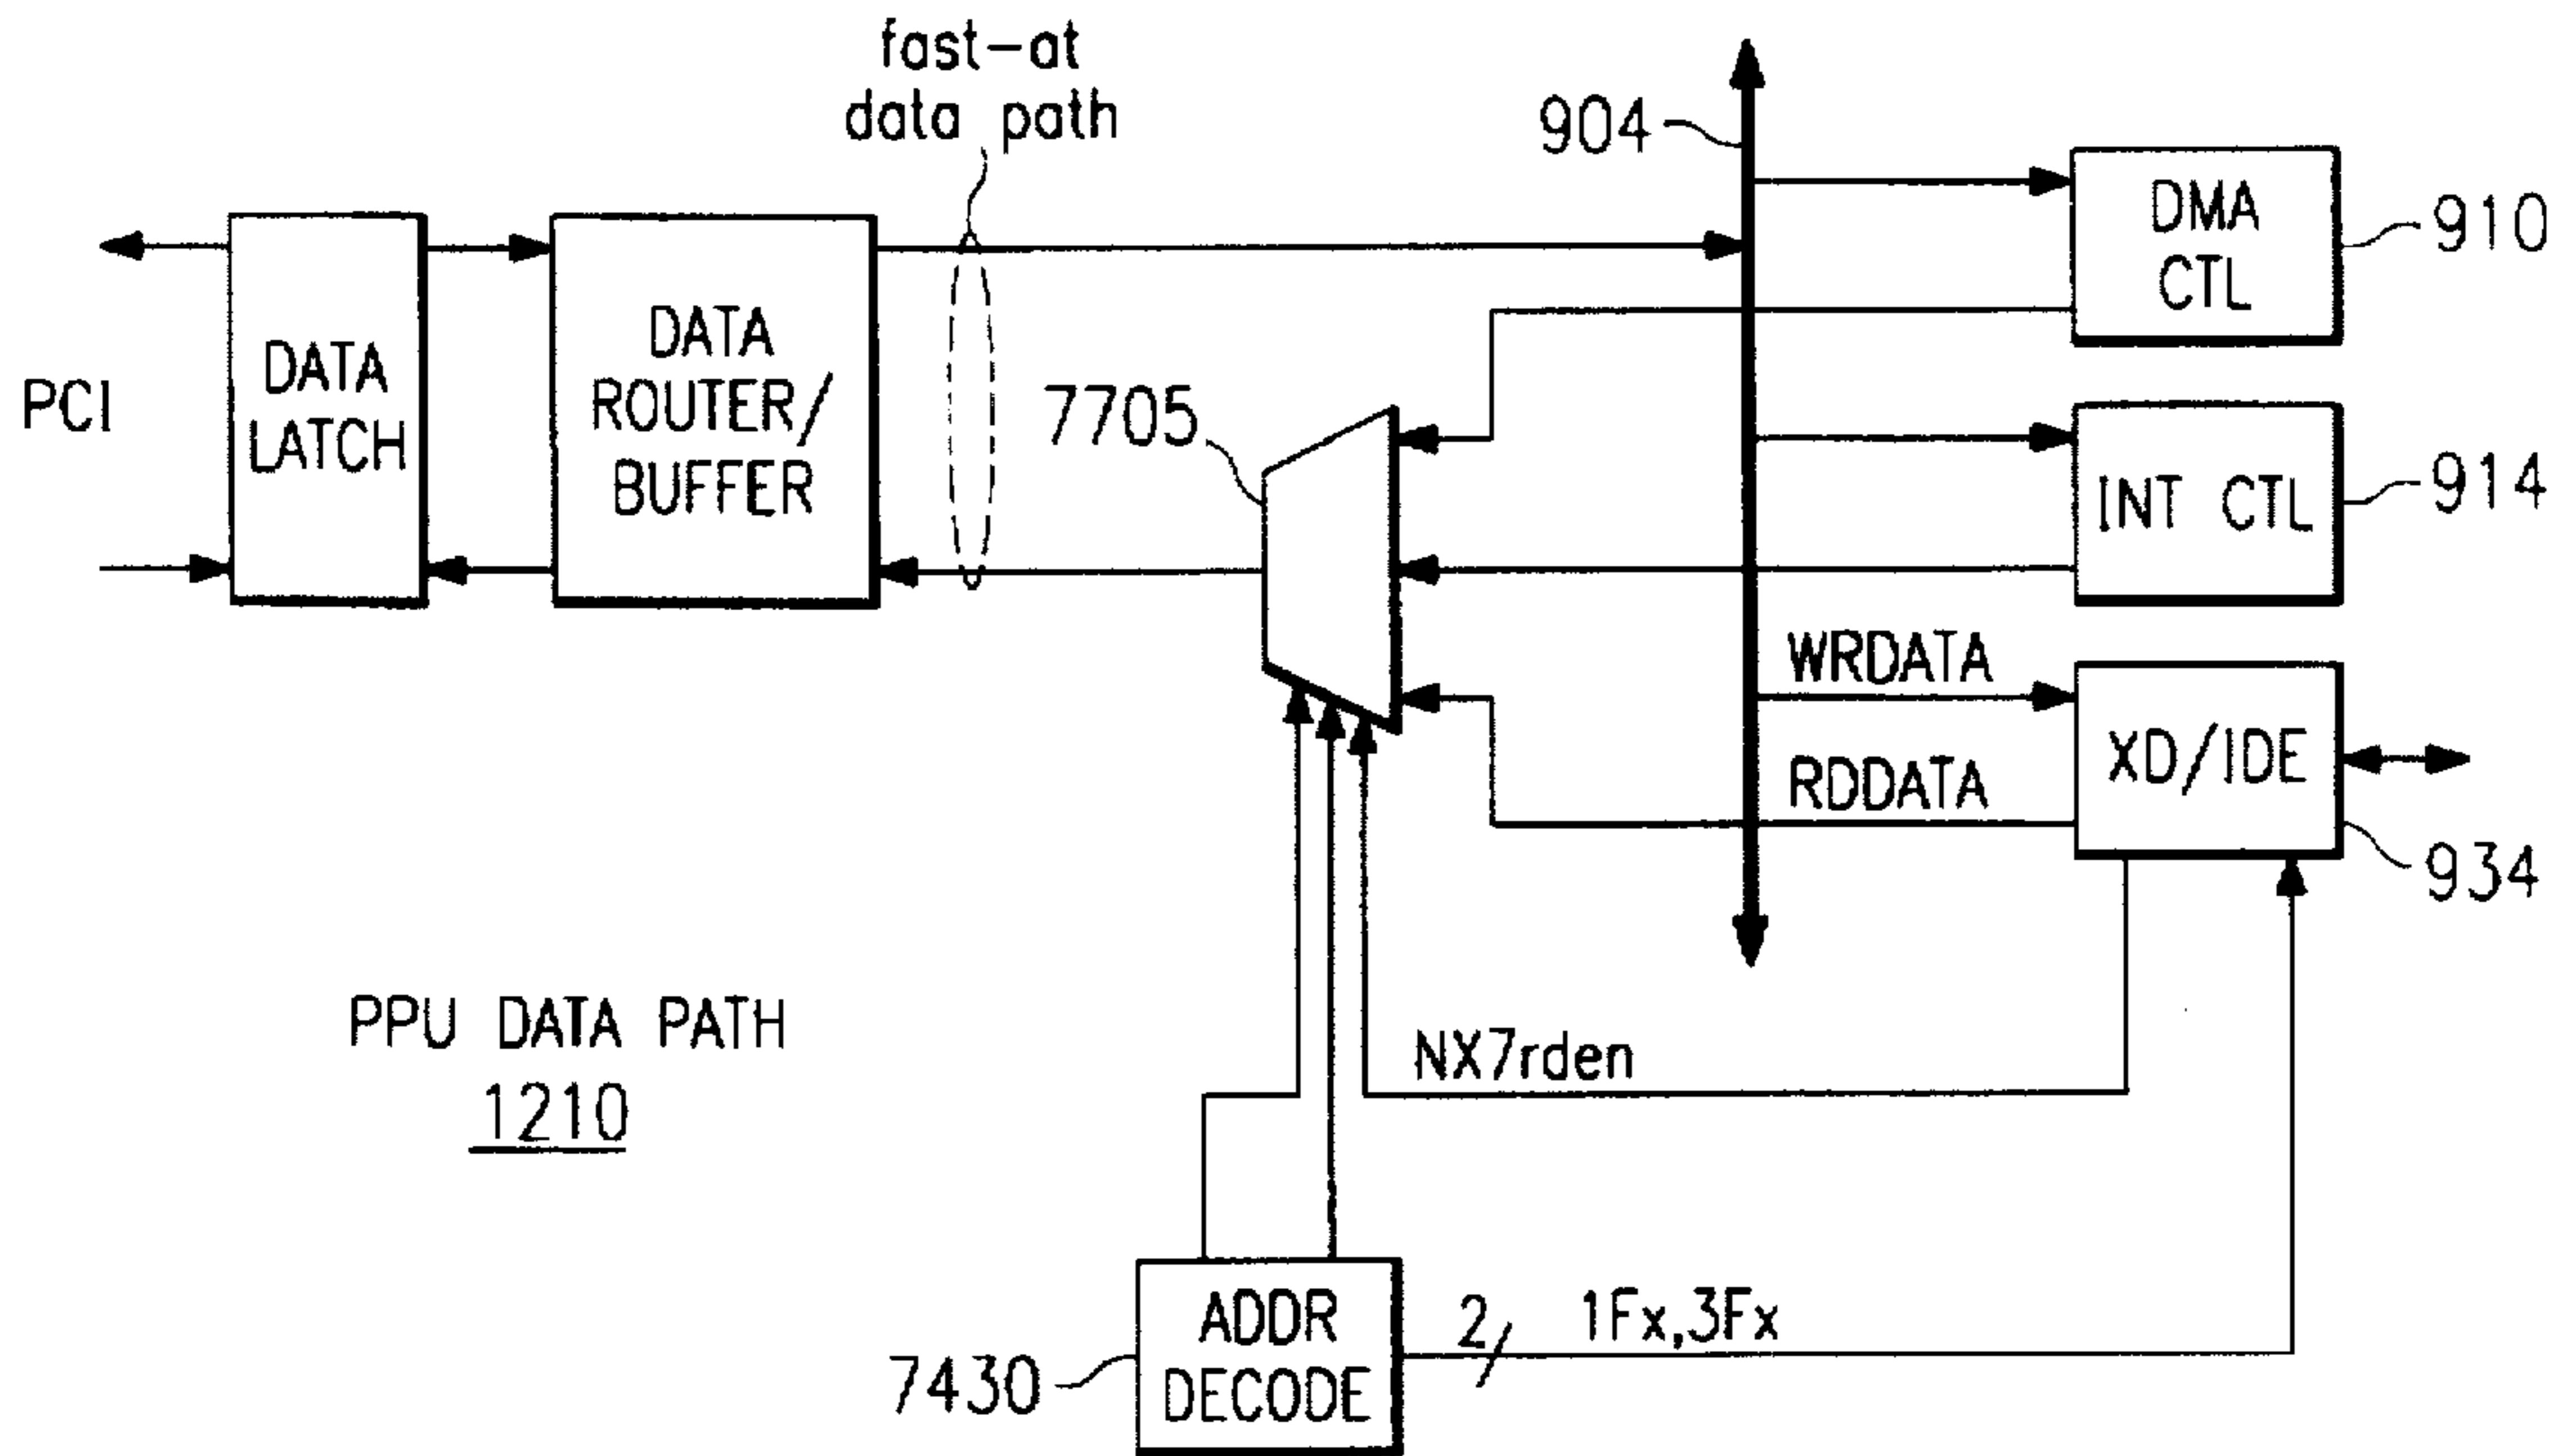 fast-at
data path
904
DMA
CTL
910
PCI
DATA
LATCH
DATA
ROUTER/
BUFFER
7705
INT CTL
914
WRDATA
RDDATA
XD/IDE
934
PPU DATA PATH
1210
NX7rden
ADDR
DECODE
7430
2
1Fx,3Fx